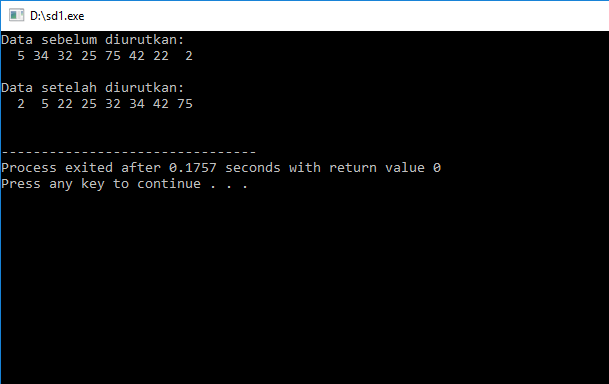 D:\sd1.exe
Data sebelum diurutkan:
  5 34 32 25 75 42 22  2
Data setelah diurutkan:
  2  5 22 25 32 34 42 75
--------------------------------
Process exited after 0.1757 seconds with return value 0
Press any key to continue . . .